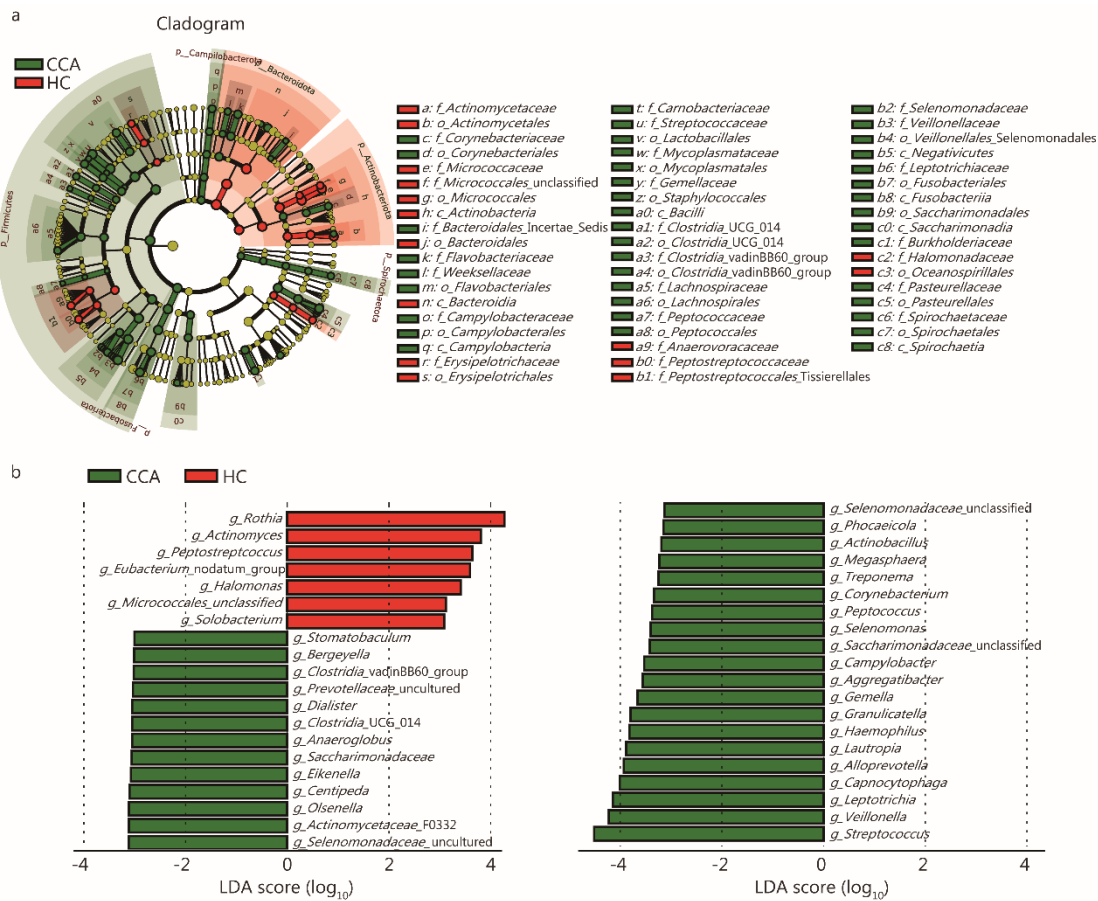 a
Cladogram
CCA
HC
p__Campilobacterota
p__Bacteroidota
p__Actinobacteriota
p__Spirochaetota
p__Fusobacteriota
p__Firmicutes
a: f_Actinomycetaceae
b: o_Actinomycetales
c: f_Corynebacteriaceae
d: o_Corynebacteriales
e: f_Micrococcaceae
f: f_Micrococcales_unclassified
g: o_Micrococcales
h: c_Actinobacteria
i: f_Bacteroidales_Incertae_Sedis
j: o_Bacteroidales
k: f_Flavobacteriaceae
l: f_Weeksellaceae
m: o_Flavobacteriales
n: c_Bacteroidia
o: f_Campylobacteraceae
p: o_Campylobacterales
q: c_Campylobacteria
r: f_Erysipelotrichaceae
s: o_Erysipelotrichales
t: f_Carnobacteriaceae
u: f_Streptococcaceae
v: o_Lactobacillales
w: f_Mycoplasmataceae
x: o_Mycoplasmatales
y: f_Gemellaceae
z: o_Staphylococcales
a0: c_Bacilli
a1: f_Clostridia_UCG_014
a2: o_Clostridia_UCG_014
a3: f_Clostridia_vadinBB60_group
a4: o_Clostridia_vadinBB60_group
a5: f_Lachnospiraceae
a6: o_Lachnospirales
a7: f_Peptococcaceae
a8: o_Peptococcales
a9: f_Anaerovoracaceae
b0: f_Peptostreptococcaceae
b1: f_Peptostreptococcales_Tissierellales
b2: f_Selenomonadaceae
b3: f_Veillonellaceae
b4: o_Veillonellales_Selenomonadales
b5: c_Negativicutes
b6: f_Leptotrichiaceae
b7: o_Fusobacteriales
b8: c_Fusobacteriia
b9: o_Saccharimonadales
c0: c_Saccharimonadia
c1: f_Burkholderiaceae
c2: f_Halomonadaceae
c3: o_Oceanospirillales
c4: f_Pasteurellaceae
c5: o_Pasteurellales
c6: f_Spirochaetaceae
c7: o_Spirochaetales
c8: c_Spirochaetia
b
CCA
HC
g_Rothia
g_Actinomyces
g_Peptostreptcoccus
g_Eubacterium_nodatum_group
g_Halomonas
g_Micrococcales_unclassified
g_Solobacterium
g_Stomatobaculum
g_Bergeyella
g_Clostridia_vadinBB60_group
g_Prevotellaceae_uncultured
g_Dialister
g_Clostridia_UCG_014
g_Anaeroglobus
g_Saccharimonadaceae
g_Eikenella
g_Centipeda
g_Olsenella
g_Actinomycetaceae_F0332
g_Selenomonadaceae_uncultured
-4 -2 0 2 4
LDA score (log10)
g_Selenomonadaceae_unclassified
g_Phocaeicola
g_Actinobacillus
g_Megasphaera
g_Treponema
g_Corynebacterium
g_Peptococcus
g_Selenomonas
g_Saccharimonadaceae_unclassified
g_Campylobacter
g_Aggregatibacter
g_Gemella
g_Granulicatella
g_Haemophilus
g_Lautropia
g_Alloprevotella
g_Capnocytophaga
g_Leptotrichia
g_Veillonella
g_Streptococcus
-4 -2 0 2 4
LDA score (log10)